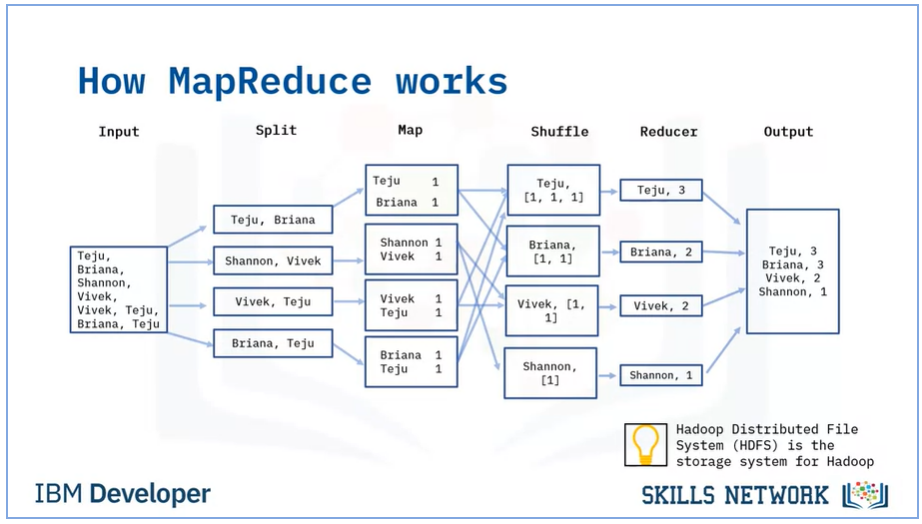 How MapReduce works
Input
Split
Map
Shuffle
Reducer
Output
Teju,
Briana,
Shannon,
Vivek,
Vivek, Teju,
Briana, Teju
Teju, Briana
Shannon, Vivek
Vivek, Teju
Briana, Teju
Teju 1
Briana 1
Shannon 1
Vivek 1
Vivek 1
Teju 1
Briana 1
Teju 1
Teju,
[1, 1, 1]
Briana,
[1, 1]
Vivek, [1,
1]
Shannon,
[1]
Teju, 3
Briana, 2
Vivek, 2
Shannon, 1
Teju, 3
Briana, 3
Vivek, 2
Shannon, 1
Hadoop Distributed File
System (HDFS) is the
storage system for Hadoop
IBM Developer
SKILLS NETWORK